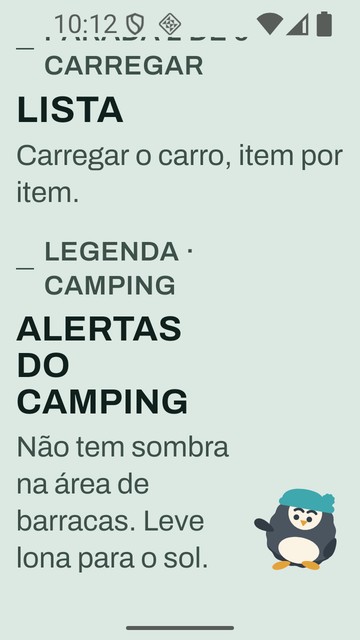 10:12
CARREGAR
LISTA
Carregar o carro, item por
item.
LEGENDA ·
CAMPING
ALERTAS
DO
CAMPING
Não tem sombra
na área de
barracas. Leve
lona para o sol.